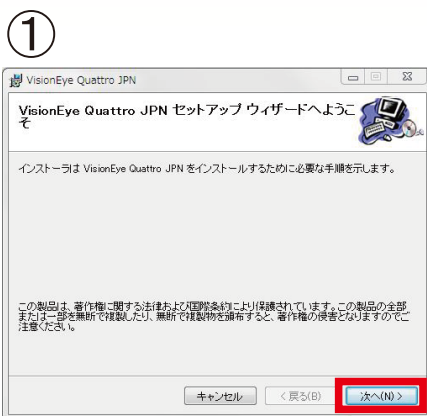 ①
VisionEye Quattro JPN
VisionEye Quattro JPN セットアップ ウィザードへようこ
そ
インストーラは VisionEye Quattro JPN をインストールするために必要な手順を示します。
この製品は、著作権に関する法律および国際条約により保護されています。この製品の全部
または一部を無断で複製したり、無断で複製物を頒布すると、著作権の侵害となりますのでご
注意ください。
キャンセル
< 戻る(B)
次へ(N) >